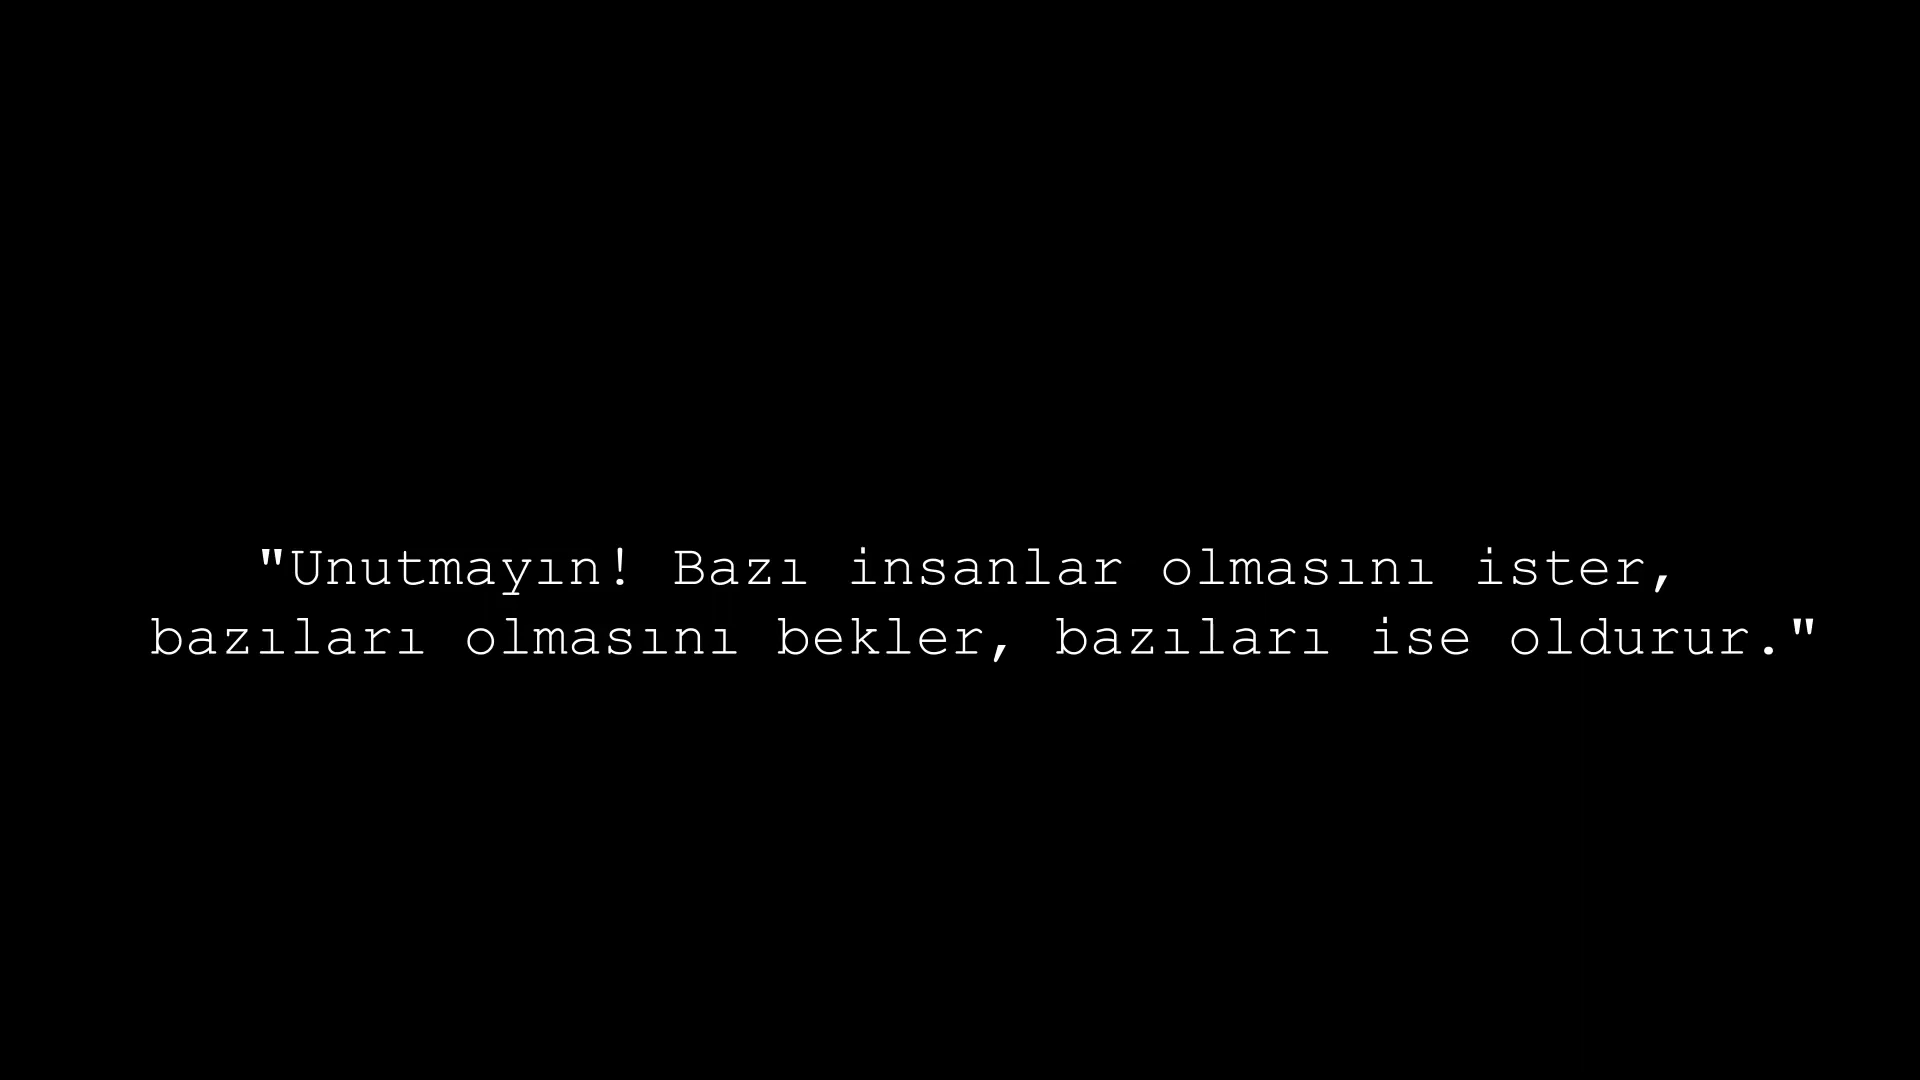 "Unutmayın! Bazı insanlar olmasını ister,
bazıları olmasını bekler, bazıları ise oldurur."